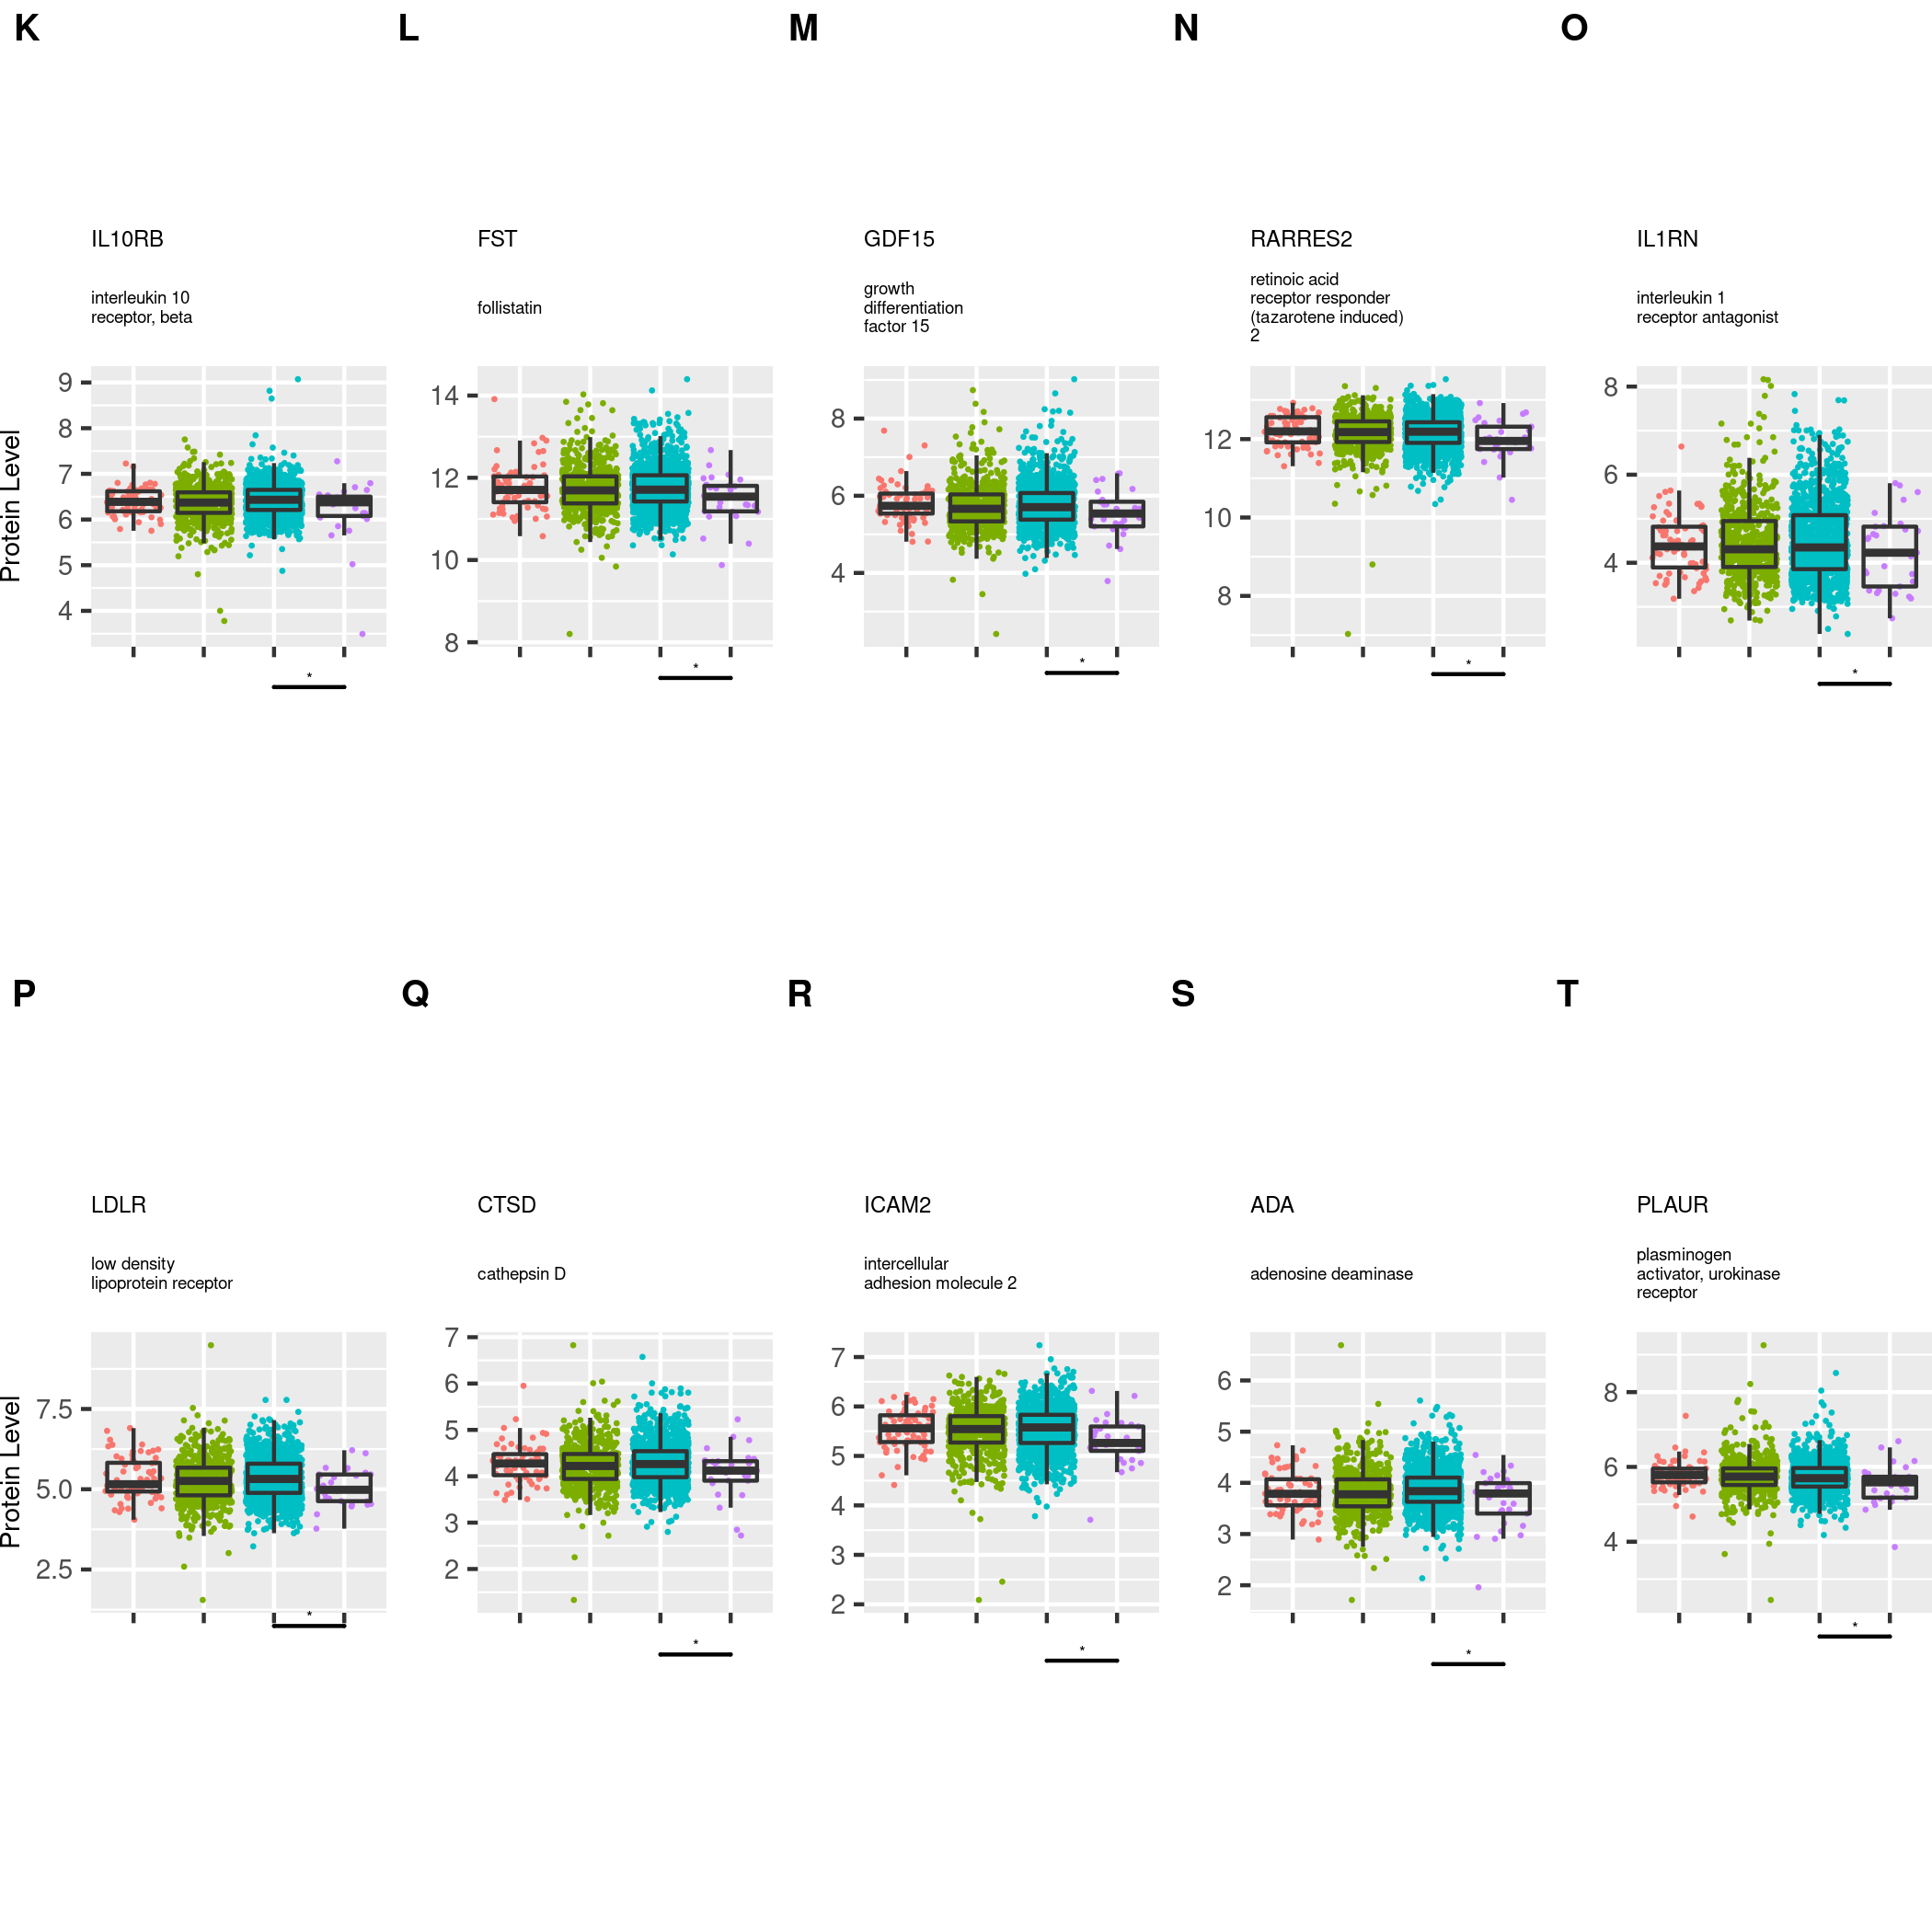 K L M N O
IL10RB
interleukin 10
receptor, beta
FST
follistatin
GDF15
growth
differentiation
factor 15
RARRES2
retinoic acid
receptor responder
(tazarotene induced)
2
IL1RN
interleukin 1
receptor antagonist
Protein Level
9
8
7
6
5
4
*
14
12
10
8
*
8
6
4
*
12
10
8
*
8
6
4
*
P Q R S T
LDLR
low density
lipoprotein receptor
CTSD
cathepsin D
ICAM2
intercellular
adhesion molecule 2
ADA
adenosine deaminase
PLAUR
plasminogen
activator, urokinase
receptor
Protein Level
7.5
5.0
2.5
*
7
6
5
4
3
2
*
7
6
5
4
3
2
*
6
5
4
3
2
*
8
6
4
*